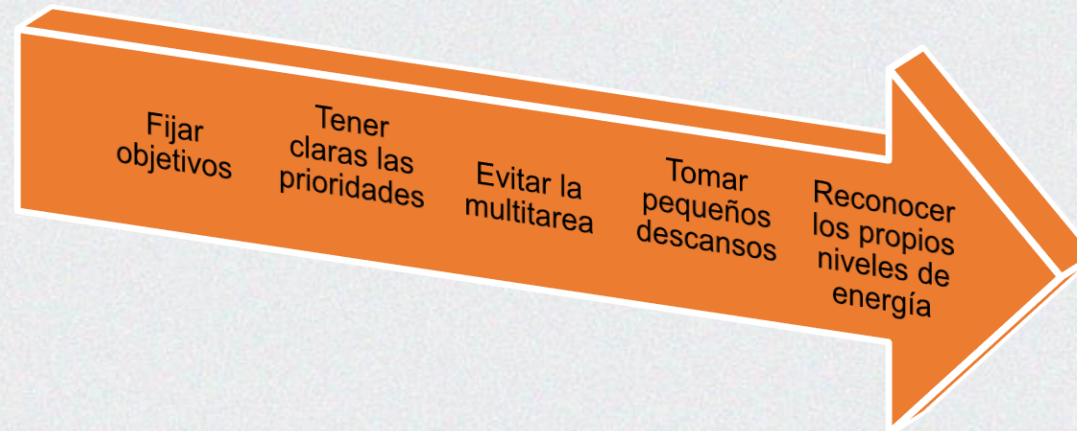 Fijar
objetivos
Tener
claras las
prioridades
Evitar la
multitarea
Tomar
pequeños
descansos
Reconocer
los propios
niveles de
energía